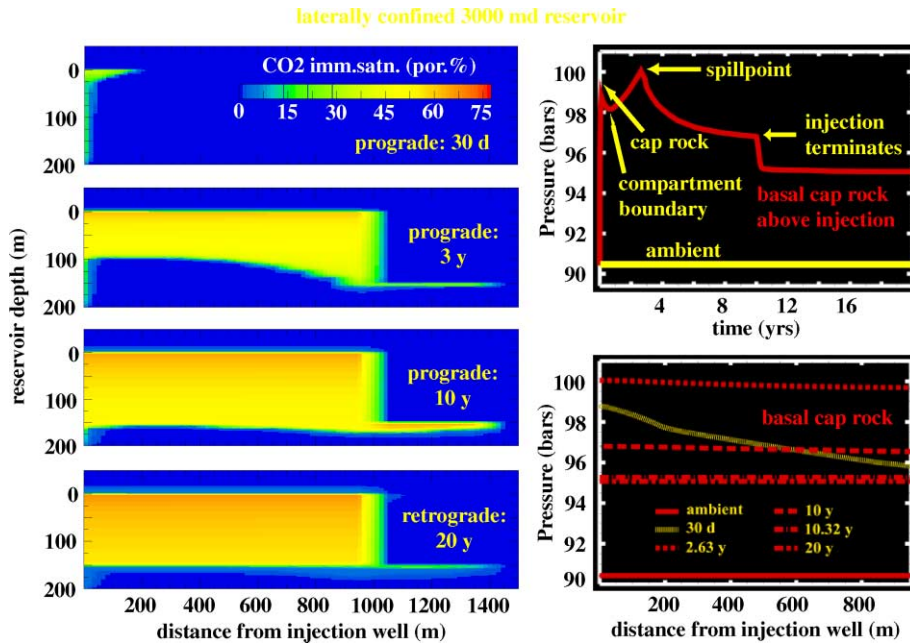 laterally confined 3000 md reservoir
CO2 imm.satn. (por.%)
0 15 30 45 60 75
prograde: 30 d
0
100
200
prograde:
3 y
0
100
200
prograde:
10 y
0
100
200
retrograde:
20 y
0
100
200
reservoir depth (m)
200 400 600 800 1000 1200 1400
distance from injection well (m)
Pressure (bars)
100
98
96
95
92
90
spillpoint
injection
terminates
cap rock
compartment
boundary
basal cap rock
above injection
ambient
4 8 12 16
time (yrs)
Pressure (bars)
100
98
96
94
92
90
basal cap rock
ambient
30 d
2.63 y
10 y
10.32 y
20 y
200 400 600 800
distance from injection well (m)